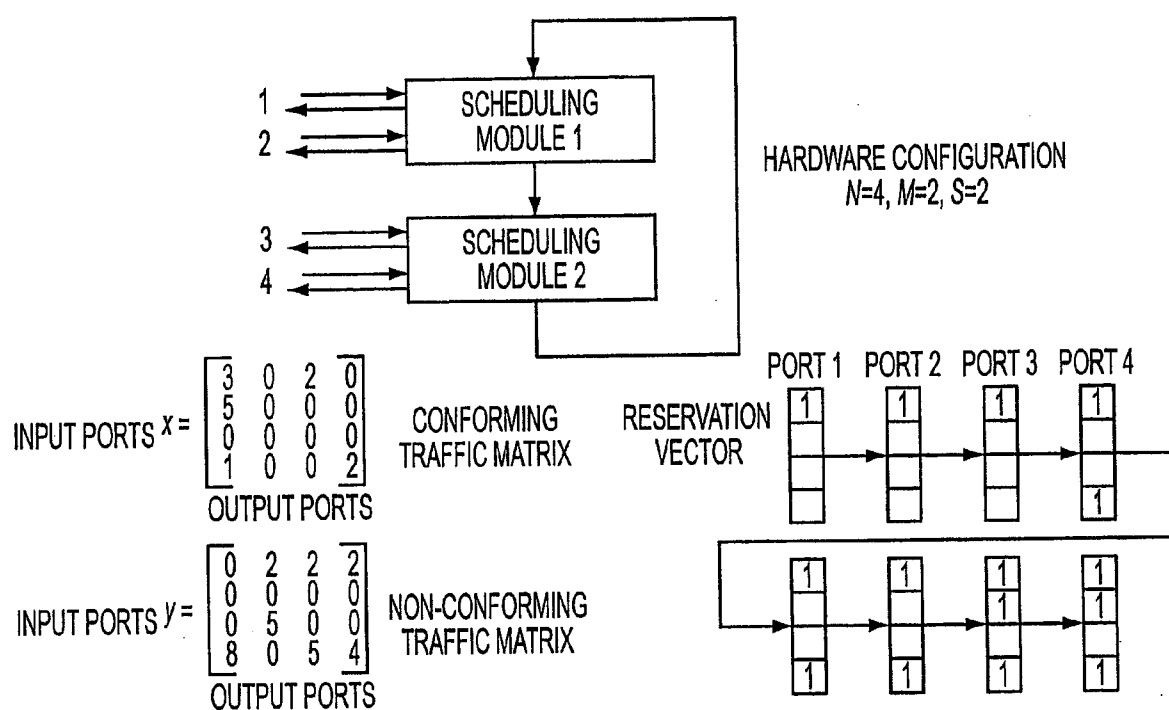 SCHEDULING
MODULE 1
1
2
HARDWARE CONFIGURATION
N=4, M=2, S=2
SCHEDULING
MODULE 2
3
4
INPUT PORTS x =
3 0 2 0
5 0 0 0
0 0 0 0
1 0 0 2
OUTPUT PORTS
CONFORMING
TRAFFIC MATRIX
RESERVATION
VECTOR
PORT 1 PORT 2 PORT 3 PORT 4
1 1 1 1
1
INPUT PORTS y =
0 2 2 2
0 0 0 0
0 5 0 0
8 0 5 4
OUTPUT PORTS
NON-CONFORMING
TRAFFIC MATRIX
1 1 1 1
1 1
1 1 1 1